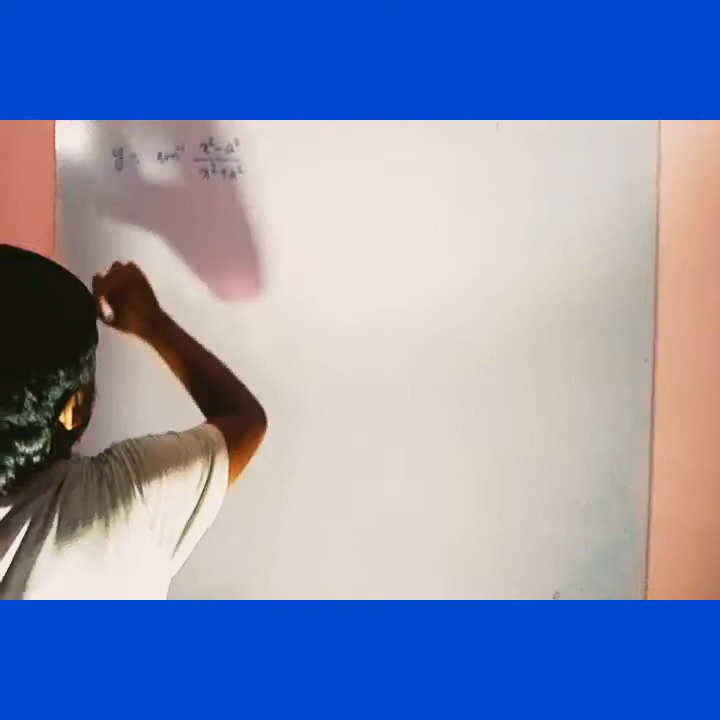 y = sin⁻¹ (x² - a²)/(x² + a²)